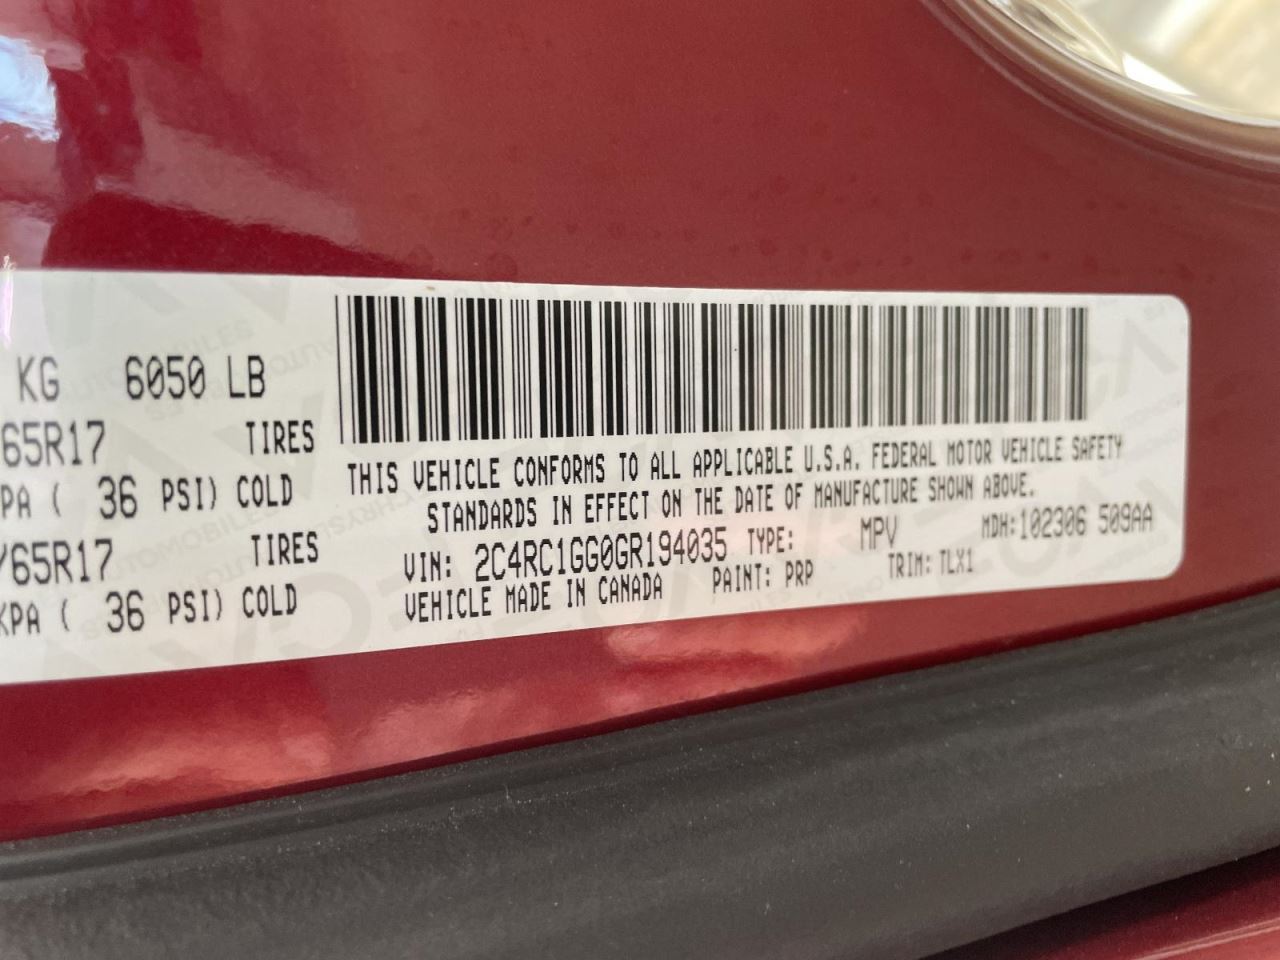 KG 6050 LB
65R17 TIRES
PA ( 36 PSI) COLD
/65R17 TIRES
KPA ( 36 PSI) COLD
THIS VEHICLE CONFORMS TO ALL APPLICABLE U.S.A. FEDERAL MOTOR VEHICLE SAFETY
STANDARDS IN EFFECT ON THE DATE OF MANUFACTURE SHOWN ABOVE.
VIN: 2C4RC1GG0GR194035 TYPE: MPV MDH:102306 509AA
VEHICLE MADE IN CANADA PAINT: PRP TRIM: TLX1